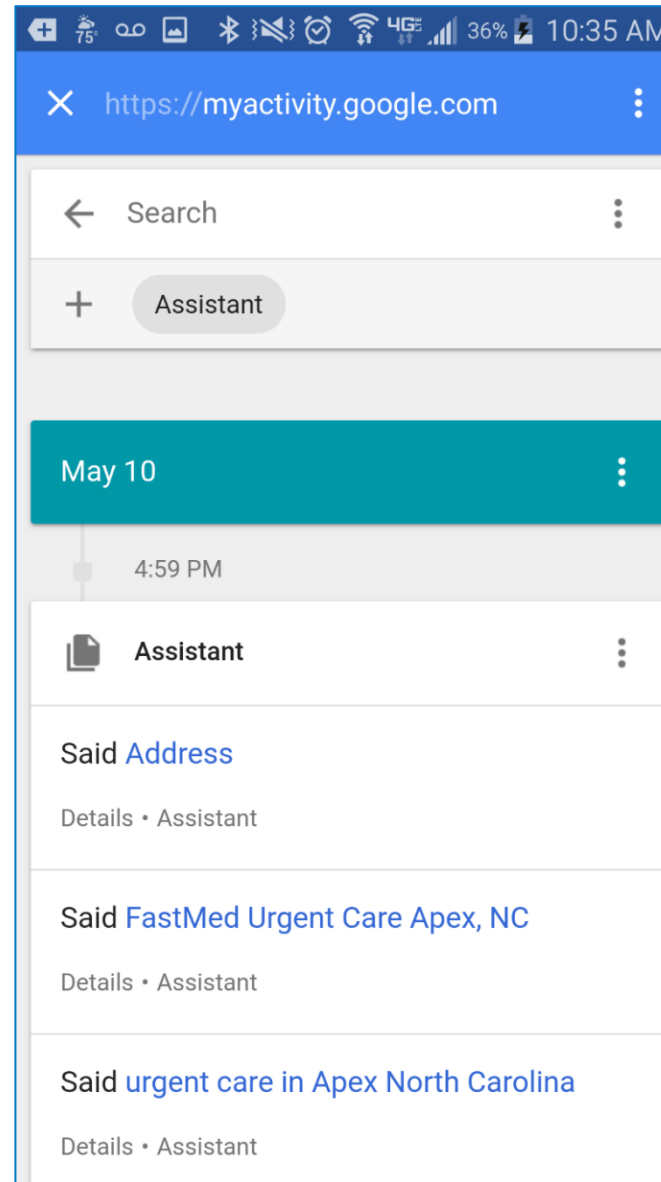 75° 4G LTE 36% 10:35 AM
https://myactivity.google.com
Search
Assistant
May 10
4:59 PM
Assistant
Said Address
Details • Assistant
Said FastMed Urgent Care Apex, NC
Details • Assistant
Said urgent care in Apex North Carolina
Details • Assistant